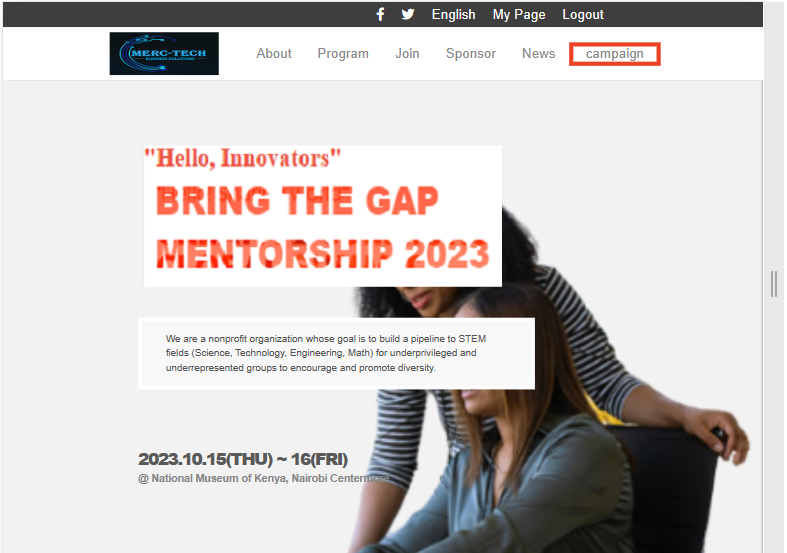 English My Page Logout
MERC-TECH
BUSINESS SOLUTIONS
About Program Join Sponsor News campaign
"Hello, Innovators"
BRING THE GAP
MENTORSHIP 2023
We are a nonprofit organization whose goal is to build a pipeline to STEM
fields (Science, Technology, Engineering, Math) for underprivileged and
underrepresented groups to encourage and promote diversity.
2023.10.15(THU) ~ 16(FRI)
@ National Museum of Kenya, Nairobi Centermore